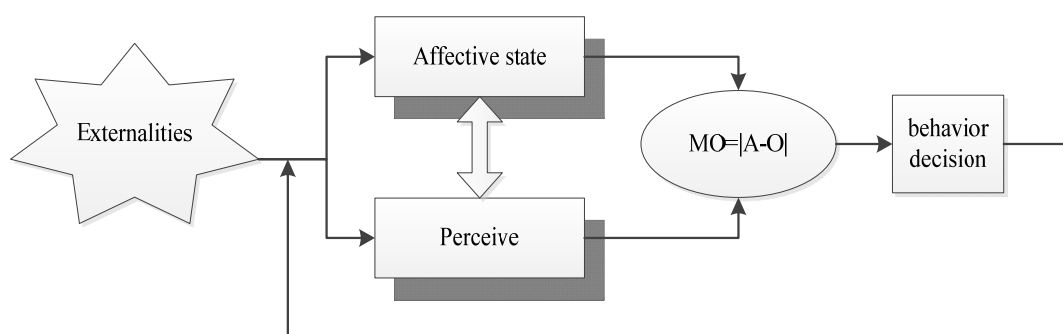 Externalities
Affective state
Perceive
MO=|A-O|
behavior
decision